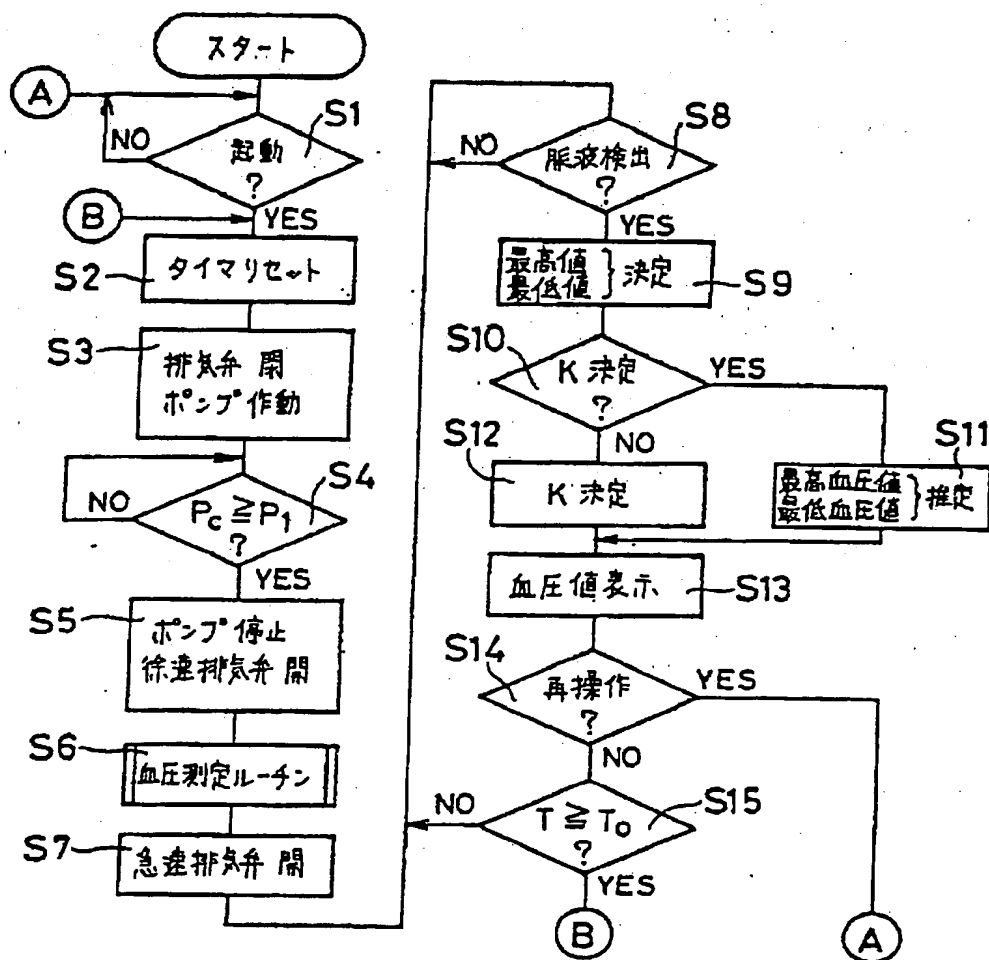 スタート
A
S1
NO
起動
?
B
YES
S2
タイマリセット
S3
排気弁 閉
ポンプ作動
S4
NO
Pc≧P1
?
YES
S5
ポンプ停止
徐速排気弁 開
S6
血圧測定ルーチン
S7
急速排気弁 開
S8
NO
脈波検出
?
YES
最高値
最低値
} 決定
S9
S10
K 決定
?
YES
NO
S12
K 決定
S11
最高血圧値
最低血圧値
} 推定
血圧値表示
S13
S14
再操作
?
YES
NO
NO
T≧To
?
S15
YES
B
A